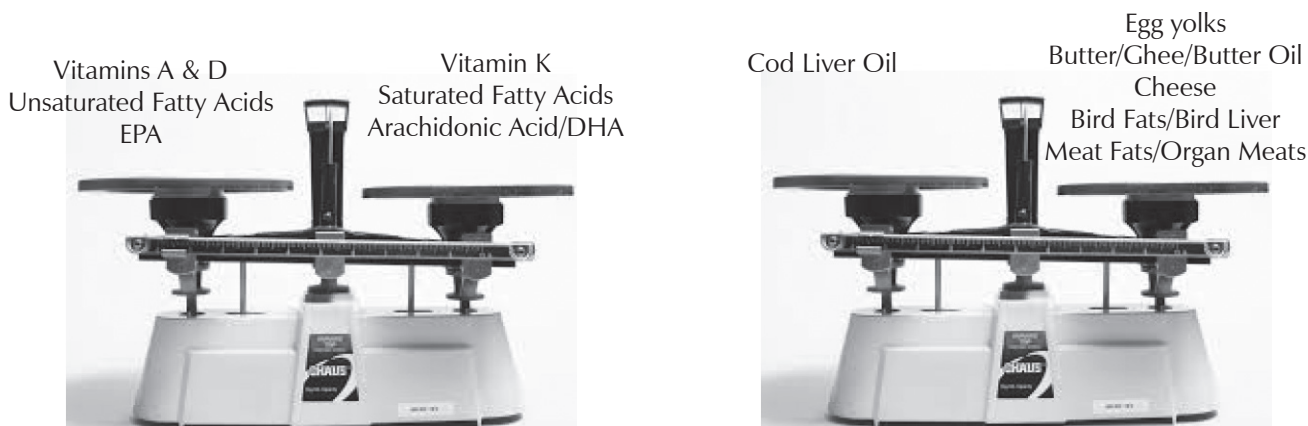 Vitamins A & D
Unsaturated Fatty Acids
EPA
Vitamin K
Saturated Fatty Acids
Arachidonic Acid/DHA
OHAUS
Cod Liver Oil
Egg yolks
Butter/Ghee/Butter Oil
Cheese
Bird Fats/Bird Liver
Meat Fats/Organ Meats
OHAUS